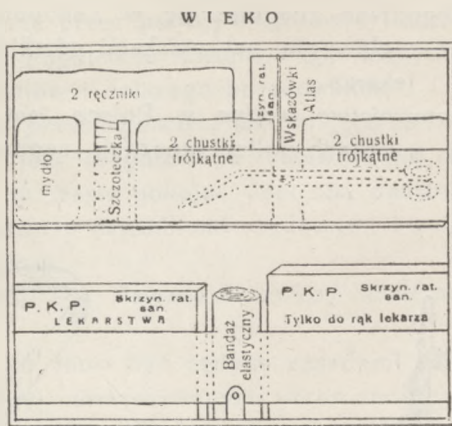 WIEKO
2 ręczniki
mydło
Szczoteczka
2 chustki
trójkątne
rzyn. rat.
san.
Wskazówki
Atlas
2 chustki
trójkątne
P. K. P. Skrzyn. rat.
san.
LEKARSTWA
Bandaż
elastyczny
P. K. P. Skrzyn. rat.
san.
Tylko do rąk lekarza